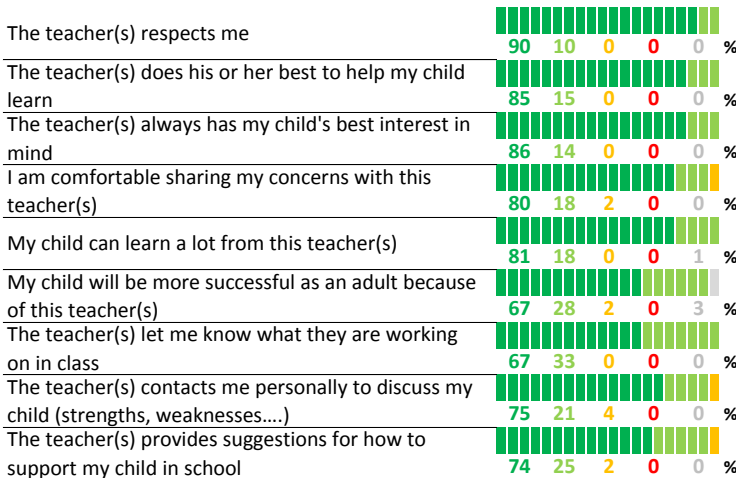 The teacher(s) respects me
90 10 0 0 0 %
The teacher(s) does his or her best to help my child
learn
85 15 0 0 0 %
The teacher(s) always has my child's best interest in
mind
86 14 0 0 0 %
I am comfortable sharing my concerns with this
teacher(s)
80 18 2 0 0 %
My child can learn a lot from this teacher(s)
81 18 0 0 1 %
My child will be more successful as an adult because
of this teacher(s)
67 28 2 0 3 %
The teacher(s) let me know what they are working
on in class
67 33 0 0 0 %
The teacher(s) contacts me personally to discuss my
child (strengths, weaknesses....)
75 21 4 0 0 %
The teacher(s) provides suggestions for how to
support my child in school
74 25 2 0 0 %